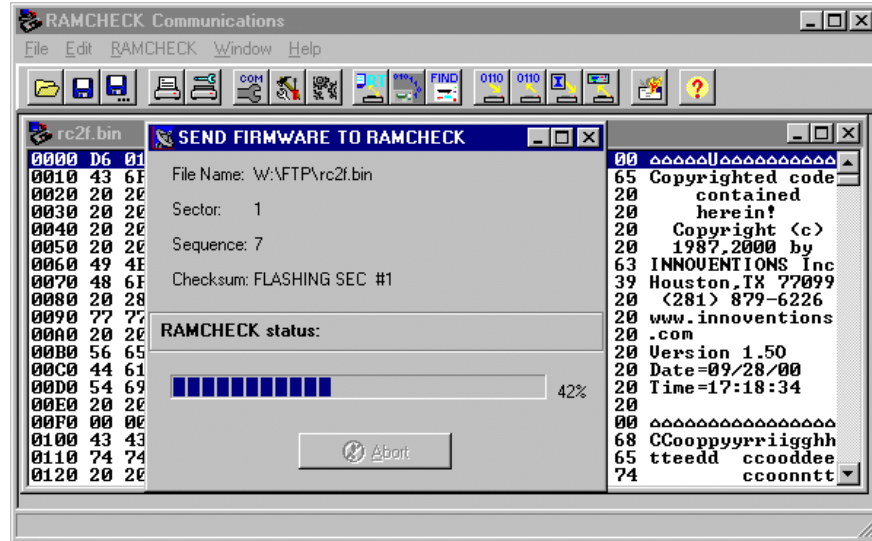 RAMCHECK Communications
File Edit RAMCHECK Window Help
COM RT 0101 FIND 0110 0110
rc2f.bin
SEND FIRMWARE TO RAMCHECK
File Name: W:\FTP\rc2f.bin
Sector: 1
Sequence: 7
Checksum: FLASHING SEC #1
RAMCHECK status:
42%
Abort
0000 D6 01
0010 43 6F
0020 20 20
0030 20 20
0040 20 20
0050 20 20
0060 49 4E
0070 48 6F
0080 20 28
0090 77 77
00A0 20 20
00B0 56 65
00C0 44 61
00D0 54 69
00E0 20 20
00F0 00 00
0100 43 43
0110 74 74
0120 20 20
00 ΔΔΔΔΔUΔΔΔΔΔΔΔΔΔΔ
65 Copyrighted code
20 contained
20 herein!
20 Copyright (c)
20 1987,2000 by
63 INNOVENTIONS Inc
39 Houston,TX 77099
20 (281) 879-6226
20 www.innoventions
20 .com
20 Version 1.50
20 Date=09/28/00
20 Time=17:18:34
20
00 ΔΔΔΔΔΔΔΔΔΔΔΔΔΔΔΔ
68 CCooppyyrriigghh
65 tteedd ccooddee
74 ccoonntt